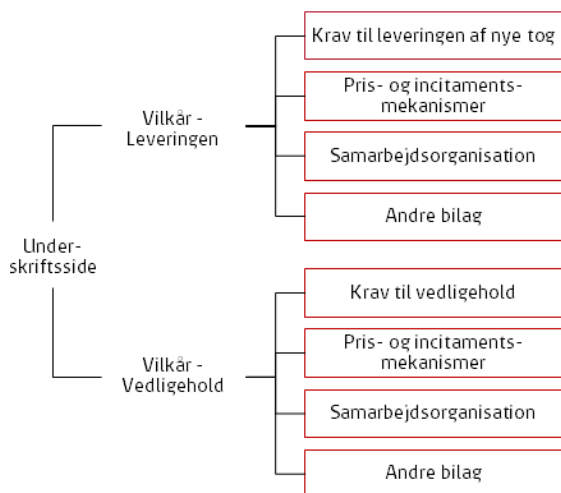 Under-
skriftsside
Vilkår -
Leveringen
Krav til leveringen af nye tog
Pris- og incitaments-
mekanismer
Samarbejdsorganisation
Andre bilag
Vilkår -
Vedligehold
Krav til vedligehold
Pris- og incitaments-
mekanismer
Samarbejdsorganisation
Andre bilag